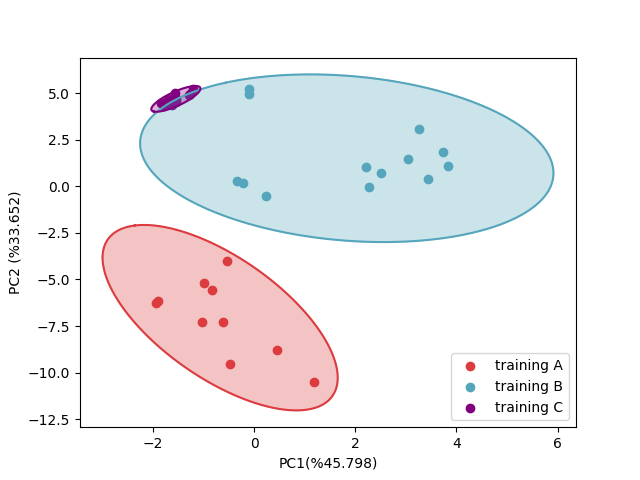 5.0
2.5
0.0
−2.5
−5.0
−7.5
−10.0
−12.5
PC2 (%33.652)
−2
0
2
4
6
PC1(%45.798)
training A
training B
training C